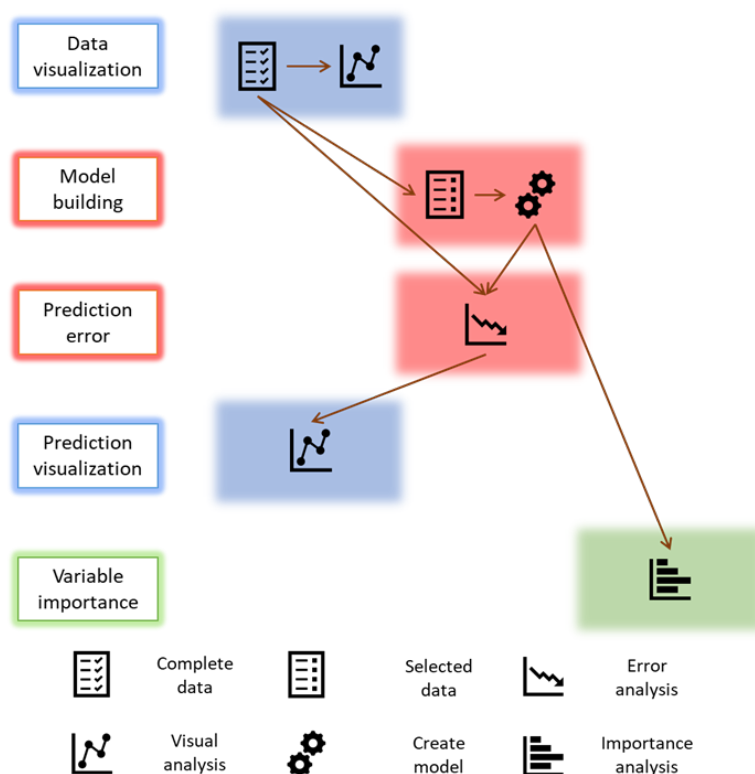 Data
visualization
Model
building
Prediction
error
Prediction
visualization
Variable
importance
Complete
data
Selected
data
Error
analysis
Visual
analysis
Create
model
Importance
analysis